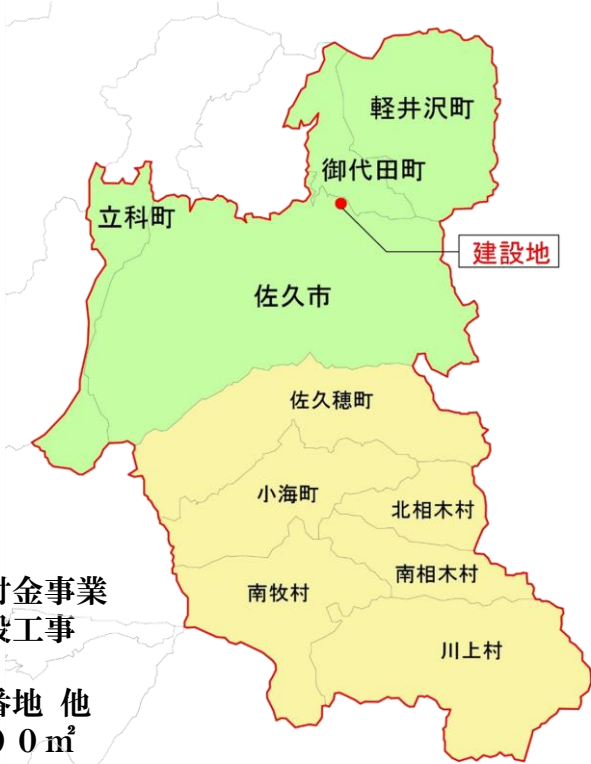 軽井沢町
御代田町
立科町
建設地
佐久市
佐久穂町
小海町
北相木村
南相木村
南牧村
川上村
付金事業
設工事
番地 他
００㎡